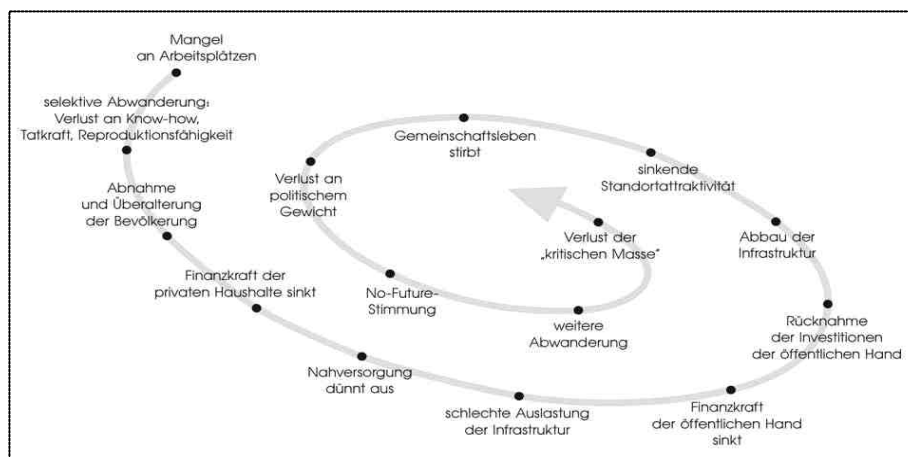 Mangel
an Arbeitsplätzen
selektive Abwanderung:
Verlust an Know-how,
Tatkraft, Reproduktionsfähigkeit
Abnahme
und Überalterung
der Bevölkerung
Finanzkraft der
privaten Haushalte sinkt
Nahversorgung
dünnt aus
schlechte Auslastung
der Infrastruktur
Finanzkraft
der öffentlichen Hand
sinkt
Rücknahme
der Investitionen
der öffentlichen Hand
Abbau der
Infrastruktur
sinkende
Standortattraktivität
Gemeinschaftsleben
stirbt
Verlust an
politischem
Gewicht
No-Future-
Stimmung
weitere
Abwanderung
Verlust der
„kritischen Masse"